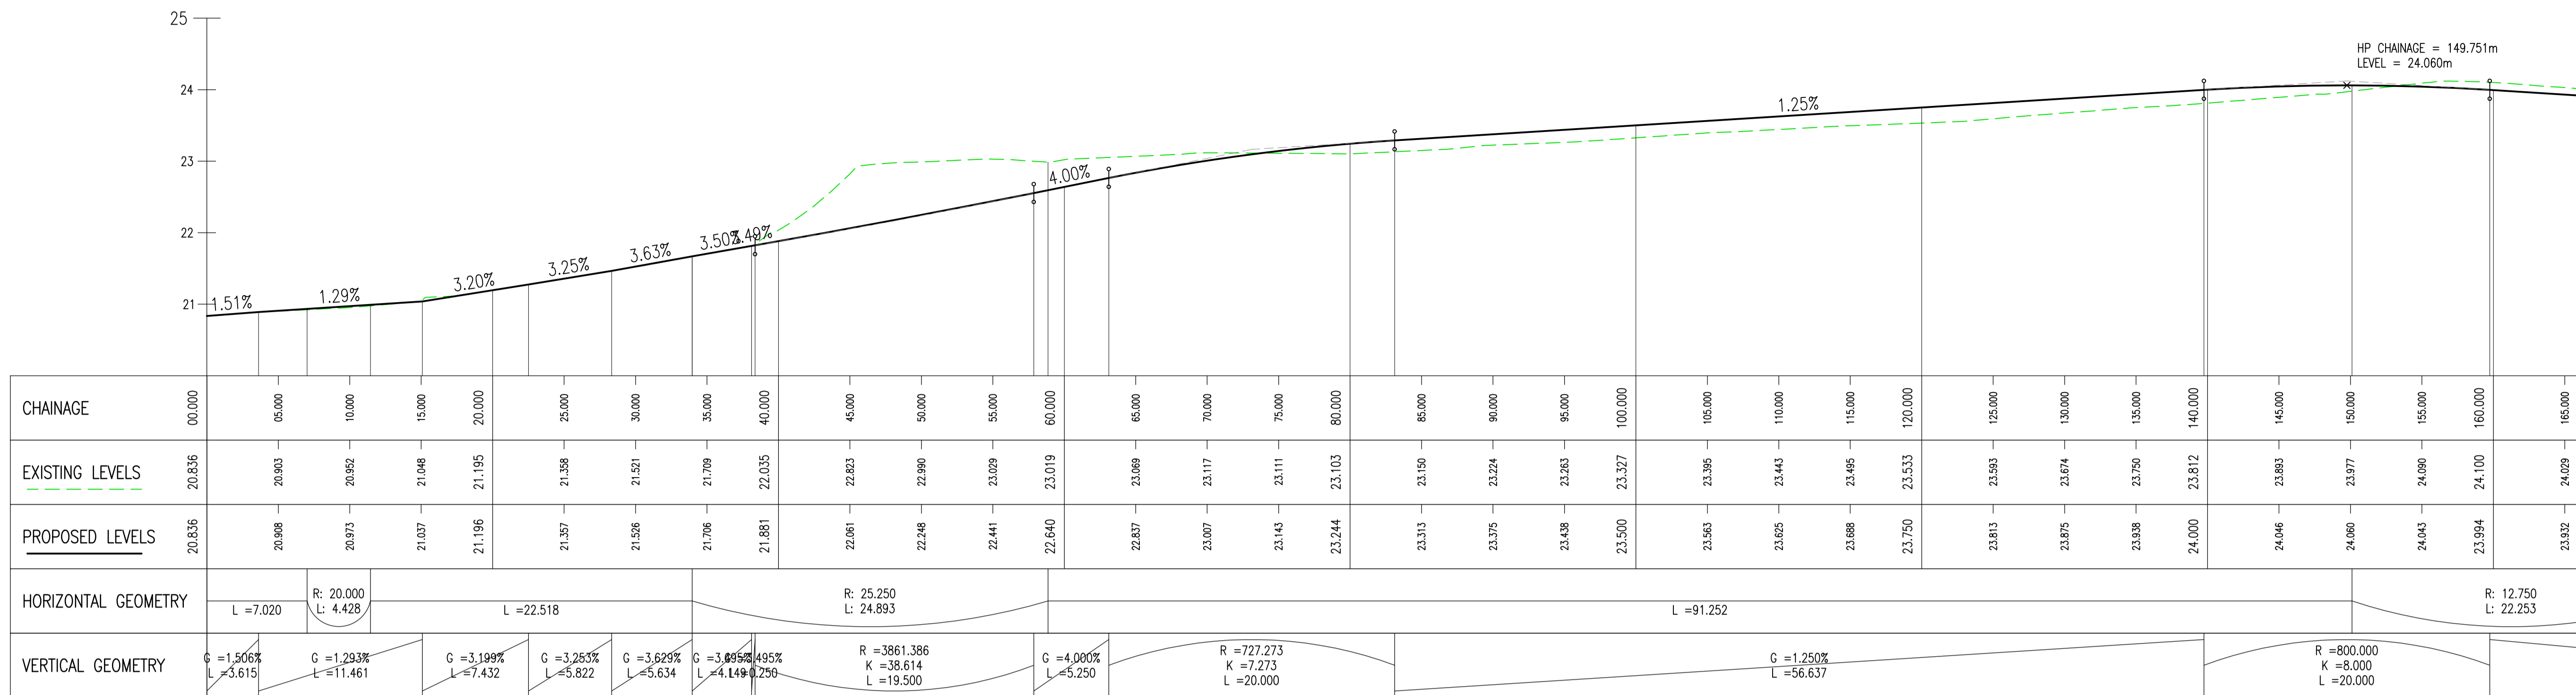 25
24
23
22
21
1.51%
1.29%
3.20%
3.25%
3.63%
3.50%
3.49%
4.00%
1.25%
HP CHAINAGE = 149.751m
LEVEL = 24.060m
CHAINAGE 00.000 05.000 10.000 15.000 20.000 25.000 30.000 35.000 40.000 45.000 50.000 55.000 60.000 65.000 70.000 75.000 80.000 85.000 90.000 95.000 100.000 105.000 110.000 115.000 120.000 125.000 130.000 135.000 140.000 145.000 150.000 155.000 160.000 165.000
EXISTING LEVELS 20.836 20.903 20.952 21.048 21.195 21.358 21.521 21.709 22.035 22.823 22.990 23.029 23.019 23.069 23.117 23.111 23.103 23.150 23.224 23.263 23.327 23.395 23.443 23.495 23.533 23.593 23.674 23.750 23.812 23.893 23.977 24.090 24.100 24.029
PROPOSED LEVELS 20.836 20.908 20.973 21.037 21.196 21.357 21.526 21.706 21.881 22.061 22.248 22.441 22.640 22.837 23.007 23.143 23.244 23.313 23.375 23.438 23.500 23.563 23.625 23.688 23.750 23.813 23.875 23.938 24.000 24.046 24.060 24.043 23.994 23.932
HORIZONTAL GEOMETRY
L =7.020
R: 20.000
L: 4.428
L =22.518
R: 25.250
L: 24.893
L =91.252
R: 12.750
L: 22.253
VERTICAL GEOMETRY
G =1.506%
L =3.615
G =1.293%
L =11.461
G =3.199%
L =7.432
G =3.253%
L =5.822
G =3.629%
L =5.634
L =4.149
L =0.250
R =3861.386
K =38.614
L =19.500
G =4.000%
L =5.250
R =727.273
K =7.273
L =20.000
G =1.250%
L =56.637
R =800.000
K =8.000
L =20.000